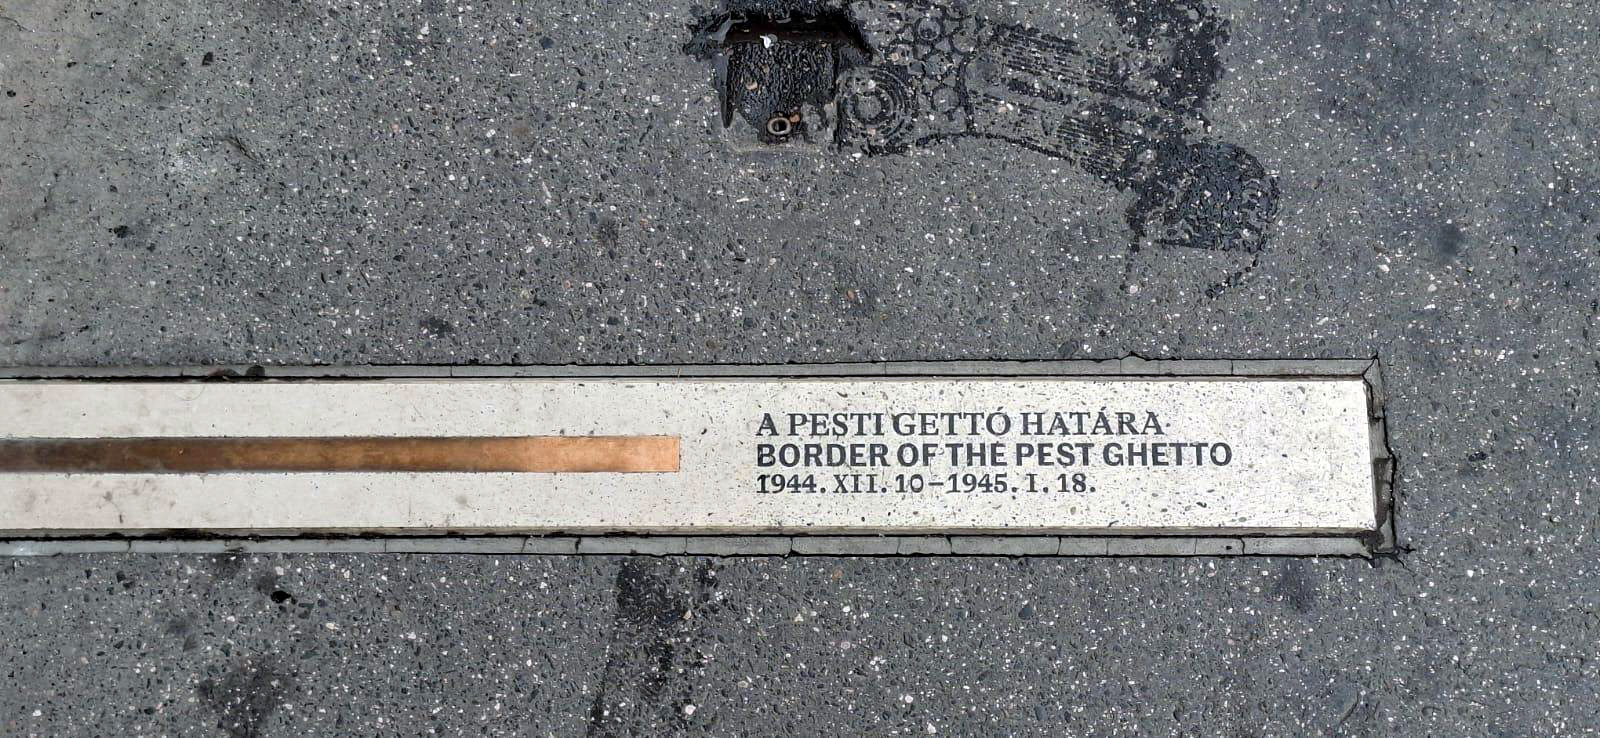 A PESTI GETTÓ HATÁRA
BORDER OF THE PEST GHETTO
1944. XII. 10–1945. I. 18.